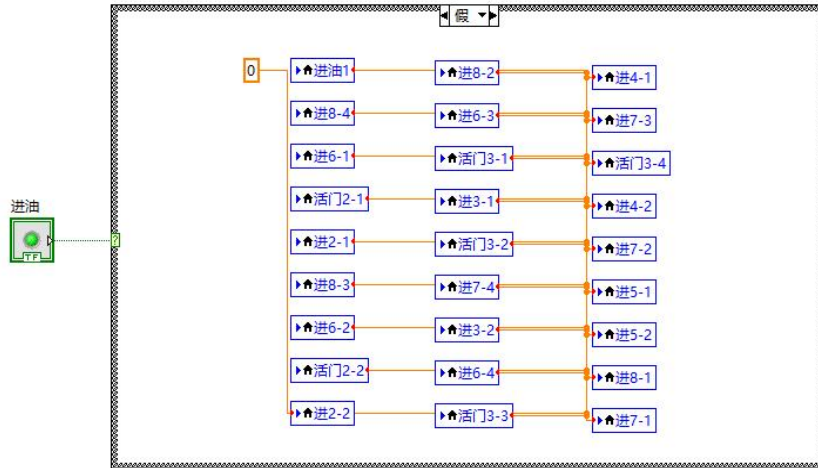 假
0
进油1 进8-2 进4-1
进8-4 进6-3 进7-3
进6-1 活门3-1 活门3-4
活门2-1 进3-1 进4-2
进油
进2-1 活门3-2 进7-2
TF
?
进8-3 进7-4 进5-1
进6-2 进3-2 进5-2
活门2-2 进6-4 进8-1
进2-2 活门3-3 进7-1